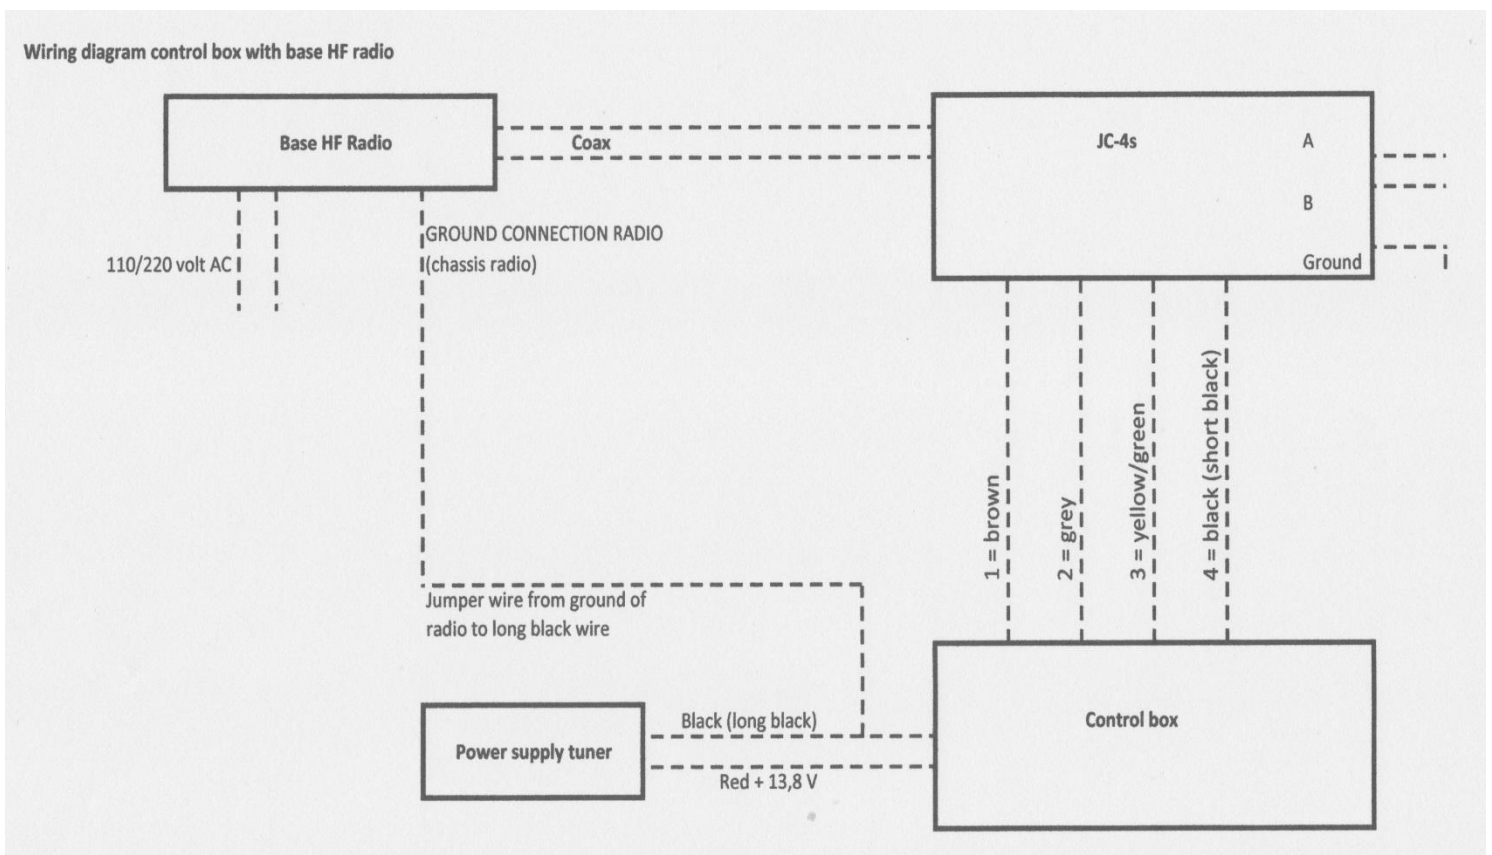 Wiring diagram control box with base HF radio
Base HF Radio
Coax
JC-4s
A
B
Ground
GROUND CONNECTION RADIO
(chassis radio)
110/220 volt AC
1 = brown
2 = grey
3 = yellow/green
4 = black (short black)
Jumper wire from ground of
radio to long black wire
Black (long black)
Power supply tuner
Red + 13,8 V
Control box